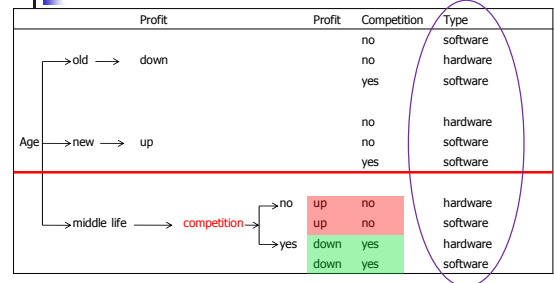 Profit Profit Competition Type
no software
old down no hardware
yes software
no hardware
Age new up no software
yes software
no up no hardware
middle life competition up no software
yes down yes hardware
down yes software